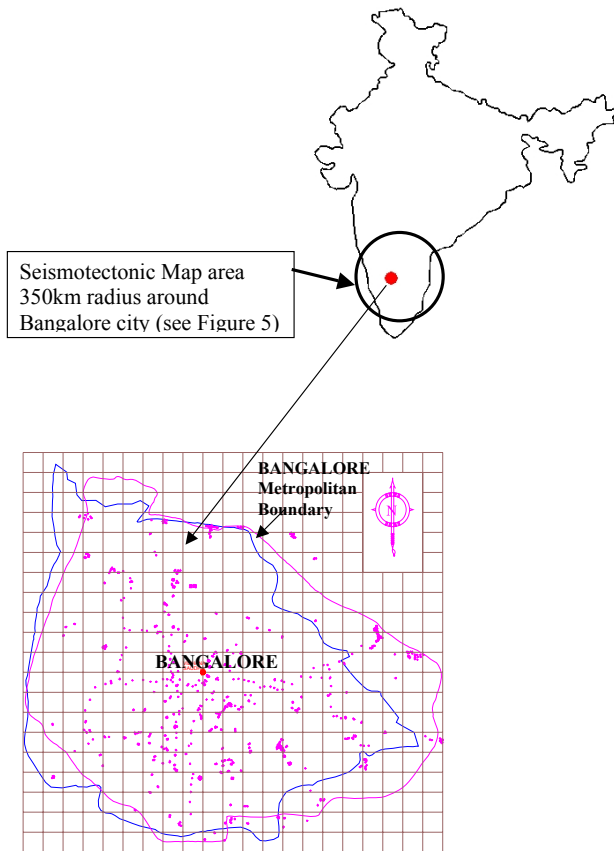 Seismotectonic Map area
350km radius around
Bangalore city (see Figure 5)
BANGALORE
Metropolitan
Boundary
N
BANGALORE